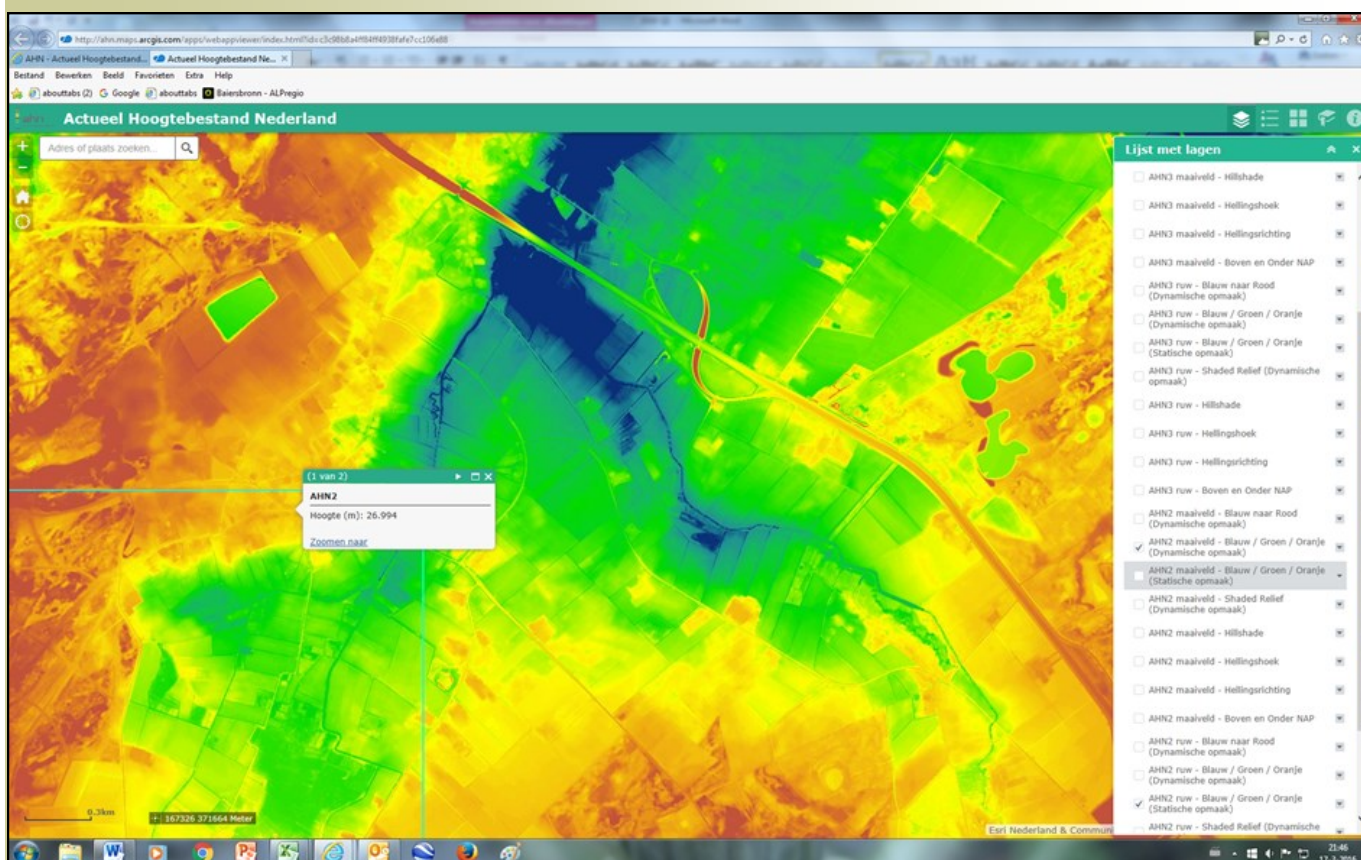 http://ahn.maps.arcgis.com/apps/webappviewer/index.html?id=c3c98b8a4ff84ff4938fafe7cc106e88
AHN - Actueel Hoogtebestand...
Actueel Hoogtebestand Ne...
Bestand Bewerken Beeld Favorieten Extra Help
abouttabs (2) Google abouttabs Baiersbronn - ALPregio
ahn Actueel Hoogtebestand Nederland
Adres of plaats zoeken...
Lijst met lagen
AHN3 maaiveld - Hillshade
AHN3 maaiveld - Hellingshoek
AHN3 maaiveld - Hellingsrichting
AHN3 maaiveld - Boven en Onder NAP
AHN3 ruw - Blauw naar Rood
(Dynamische opmaak)
AHN3 ruw - Blauw / Groen / Oranje
(Dynamische opmaak)
AHN3 ruw - Blauw / Groen / Oranje
(Statische opmaak)
AHN3 ruw - Shaded Relief (Dynamische
opmaak)
AHN3 ruw - Hillshade
AHN3 ruw - Hellingshoek
AHN3 ruw - Hellingsrichting
AHN3 ruw - Boven en Onder NAP
AHN2 maaiveld - Blauw naar Rood
(Dynamische opmaak)
AHN2 maaiveld - Blauw / Groen / Oranje
(Dynamische opmaak)
AHN2 maaiveld - Blauw / Groen / Oranje
(Statische opmaak)
AHN2 maaiveld - Shaded Relief
(Dynamische opmaak)
AHN2 maaiveld - Hillshade
AHN2 maaiveld - Hellingshoek
AHN2 maaiveld - Hellingsrichting
AHN2 maaiveld - Boven en Onder NAP
AHN2 ruw - Blauw naar Rood
(Dynamische opmaak)
AHN2 ruw - Blauw / Groen / Oranje
(Dynamische opmaak)
AHN2 ruw - Blauw / Groen / Oranje
(Statische opmaak)
AHN2 ruw - Shaded Relief (Dynamische
(1 van 2)
AHN2
Hoogte (m): 26.994
Zoomen naar
0.3km
167326 371664 Meter
Esri Nederland & Commun
21:46